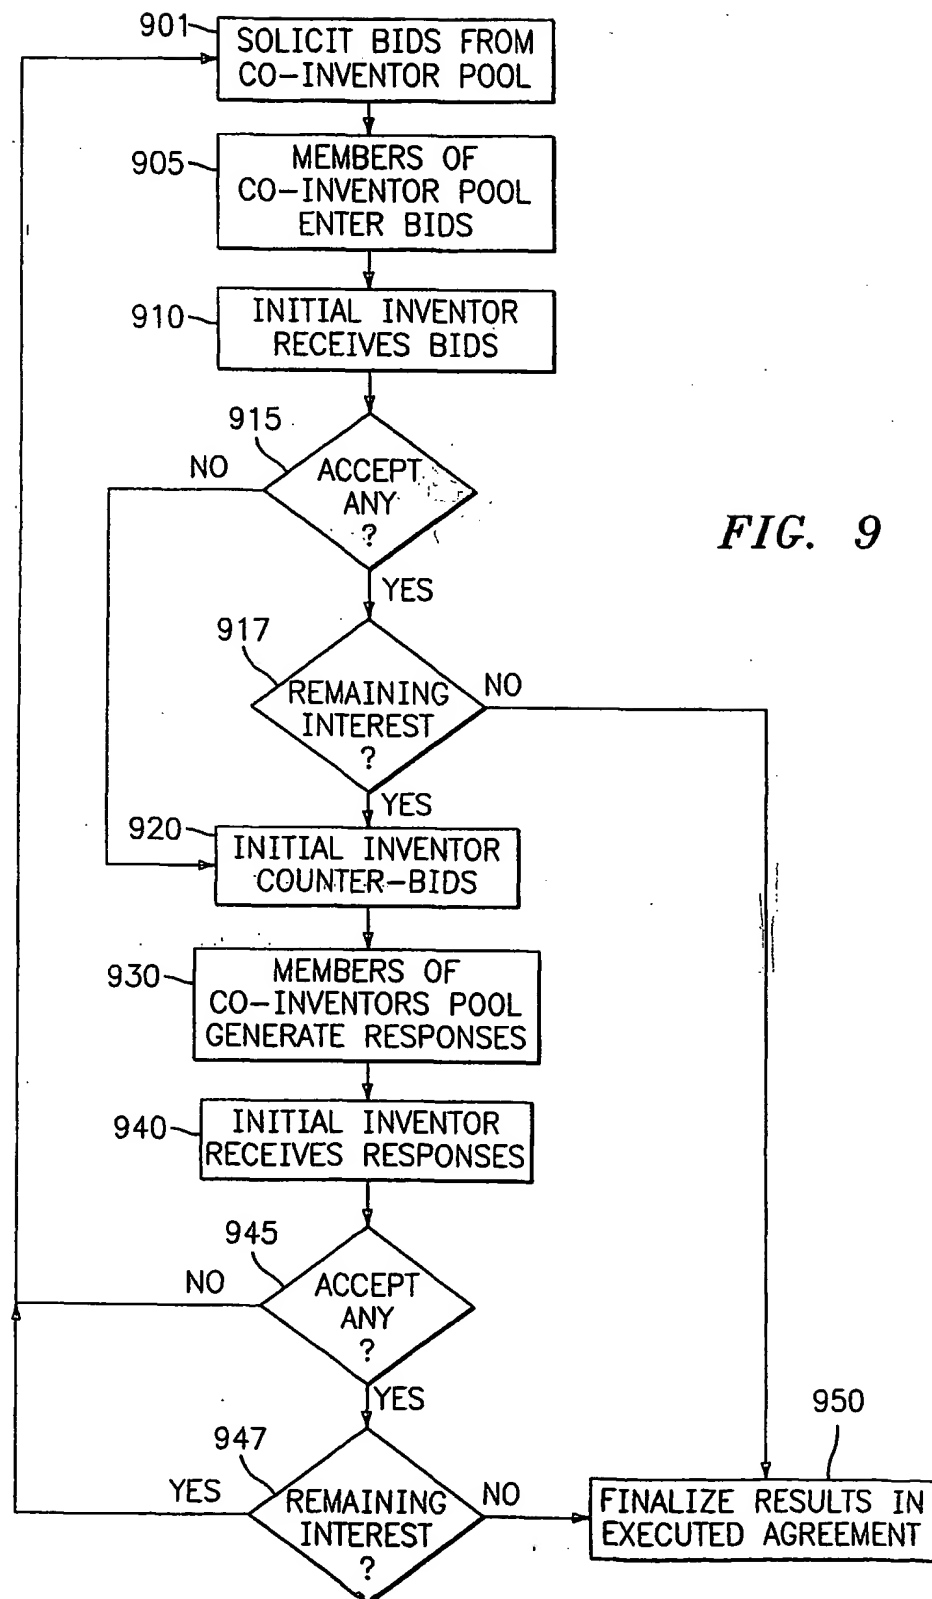 901
SOLICIT BIDS FROM
CO-INVENTOR POOL
905
MEMBERS OF
CO-INVENTOR POOL
ENTER BIDS
910
INITIAL INVENTOR
RECEIVES BIDS
915
NO
ACCEPT
ANY
?
FIG. 9
YES
917
REMAINING
INTEREST
?
NO
YES
920
INITIAL INVENTOR
COUNTER-BIDS
930
MEMBERS OF
CO-INVENTORS POOL
GENERATE RESPONSES
940
INITIAL INVENTOR
RECEIVES RESPONSES
945
NO
ACCEPT
ANY
?
YES
947
YES
REMAINING
INTEREST
?
NO
950
FINALIZE RESULTS IN
EXECUTED AGREEMENT